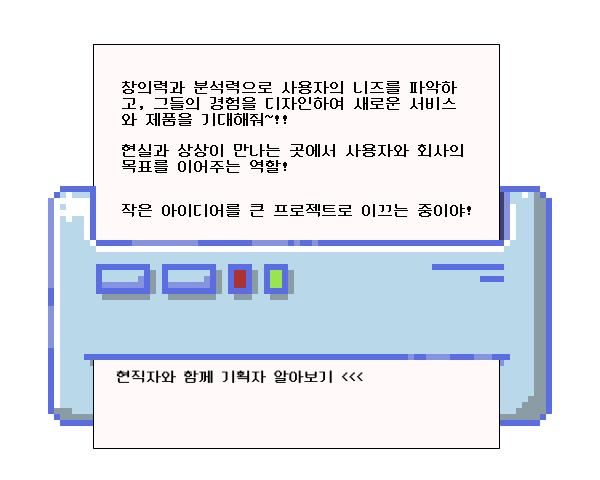 창의력과 분석력으로 사용자의 니즈를 파악하
고, 그들의 경험을 디자인하여 새로운 서비스
와 제품을 기대해줘~!!
현실과 상상이 만나는 곳에서 사용자와 회사의
목표를 이어주는 역할!
작은 아이디어를 큰 프로젝트로 이끄는 중이야!
현직자와 함께 기획자 알아보기 <<<